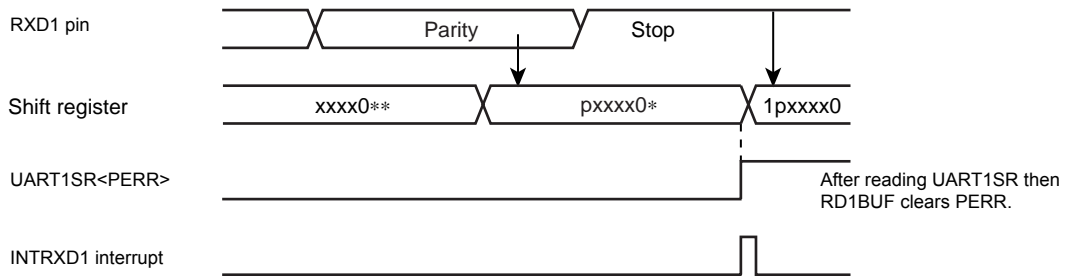 RXD1 pin
Parity
Stop
Shift register
xxxx0**
pxxxx0*
1pxxxx0
UART1SR<PERR>
After reading UART1SR then
RD1BUF clears PERR.
INTRXD1 interrupt